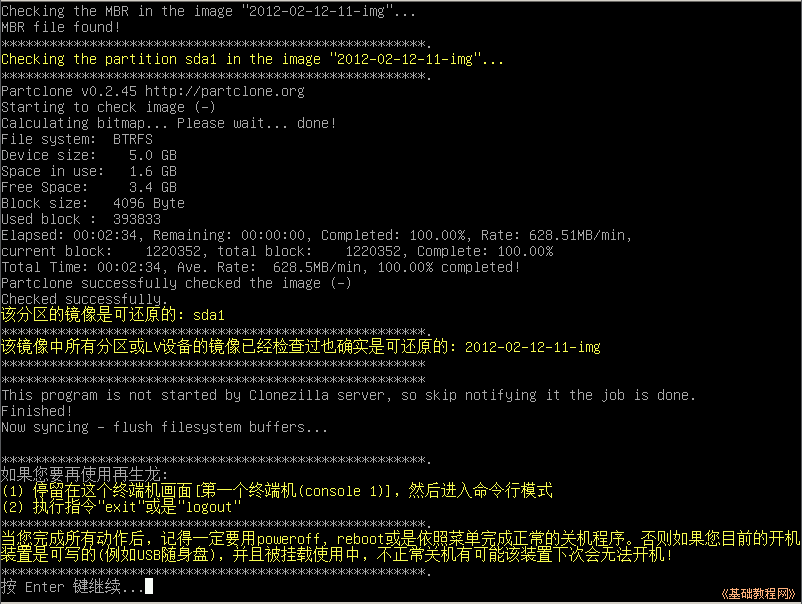 Checking the MBR in the image "2012-02-12-11-img"...
MBR file found!
*****************************************************.
Checking the partition sda1 in the image "2012-02-12-11-img"...
*****************************************************.
Partclone v0.2.45 http://partclone.org
Starting to check image (-)
Calculating bitmap... Please wait... done!
File system:  BTRFS
Device size:    5.0 GB
Space in use:   1.6 GB
Free Space:     3.4 GB
Block size:   4096 Byte
Used block :  393833
Elapsed: 00:02:34, Remaining: 00:00:00, Completed: 100.00%, Rate: 628.51MB/min,
current block:    1220352, total block:    1220352, Complete: 100.00%
Total Time: 00:02:34, Ave. Rate:  628.5MB/min, 100.00% completed!
Partclone successfully checked the image (-)
Checked successfully.
该分区的镜像是可还原的: sda1
*****************************************************.
该镜像中所有分区或LV设备的镜像已经检查过也确实是可还原的: 2012-02-12-11-img
*****************************************************
*****************************************************
This program is not started by Clonezilla server, so skip notifying it the job is done.
Finished!
Now syncing - flush filesystem buffers...
*****************************************************.
如果您要再使用再生龙:
(1) 停留在这个终端机画面[第一个终端机(console 1)]，然后进入命令行模式
(2) 执行指令"exit"或是"logout"
*****************************************************.
当您完成所有动作后，记得一定要用poweroff, reboot或是依照菜单完成正常的关机程序。否则如果您目前的开机
装置是可写的(例如USB随身盘)，并且被挂载使用中，不正常关机有可能该装置下次会无法开机!
*****************************************************.
按 Enter 键继续...
《基础教程网》